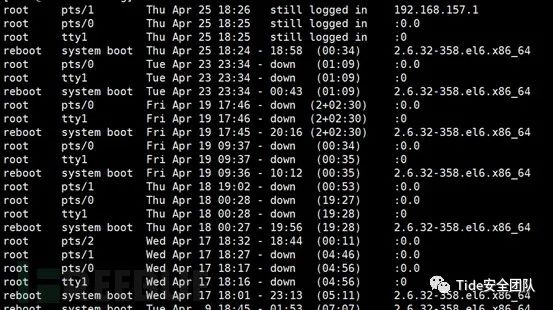 root pts/1 Thu Apr 25 18:26 still logged in 192.168.157.1
root pts/0 Thu Apr 25 18:25 still logged in :0.0
root tty1 Thu Apr 25 18:25 still logged in :0
reboot system boot Thu Apr 25 18:24 - 18:58 (00:34) 2.6.32-358.el6.x86_64
root pts/0 Tue Apr 23 23:34 - down (01:09) :0.0
root tty1 Tue Apr 23 23:34 - down (01:09) :0
reboot system boot Tue Apr 23 23:34 - 00:43 (01:09) 2.6.32-358.el6.x86_64
root pts/0 Fri Apr 19 17:46 - down (2+02:30) :0.0
root tty1 Fri Apr 19 17:46 - down (2+02:30) :0
reboot system boot Fri Apr 19 17:45 - 20:16 (2+02:30) 2.6.32-358.el6.x86_64
root pts/0 Fri Apr 19 09:37 - down (00:34) :0.0
root tty1 Fri Apr 19 09:37 - down (00:35) :0
reboot system boot Fri Apr 19 09:36 - 10:12 (00:35) 2.6.32-358.el6.x86_64
root pts/1 Thu Apr 18 19:02 - down (00:53) :0.0
root pts/0 Thu Apr 18 00:28 - down (19:27) :0.0
root tty1 Thu Apr 18 00:28 - down (19:28) :0
reboot system boot Thu Apr 18 00:27 - 19:56 (19:28) 2.6.32-358.el6.x86_64
root pts/2 Wed Apr 17 18:32 - 18:44 (00:11) :0.0
root pts/1 Wed Apr 17 18:27 - down (04:46) :0.0
root pts/0 Wed Apr 17 18:17 - down (04:56) :0.0
root tty1 Wed Apr 17 18:16 - down (04:56) :0
reboot system boot Wed Apr 17 18:01 - 23:13 (05:11) 2.6.32-358.el6.x86_64
reboot system boot Tue Apr 9 18:45 - 01:53 (07:07) 2.6.32-358.el6.x86_64
Tide安全团队